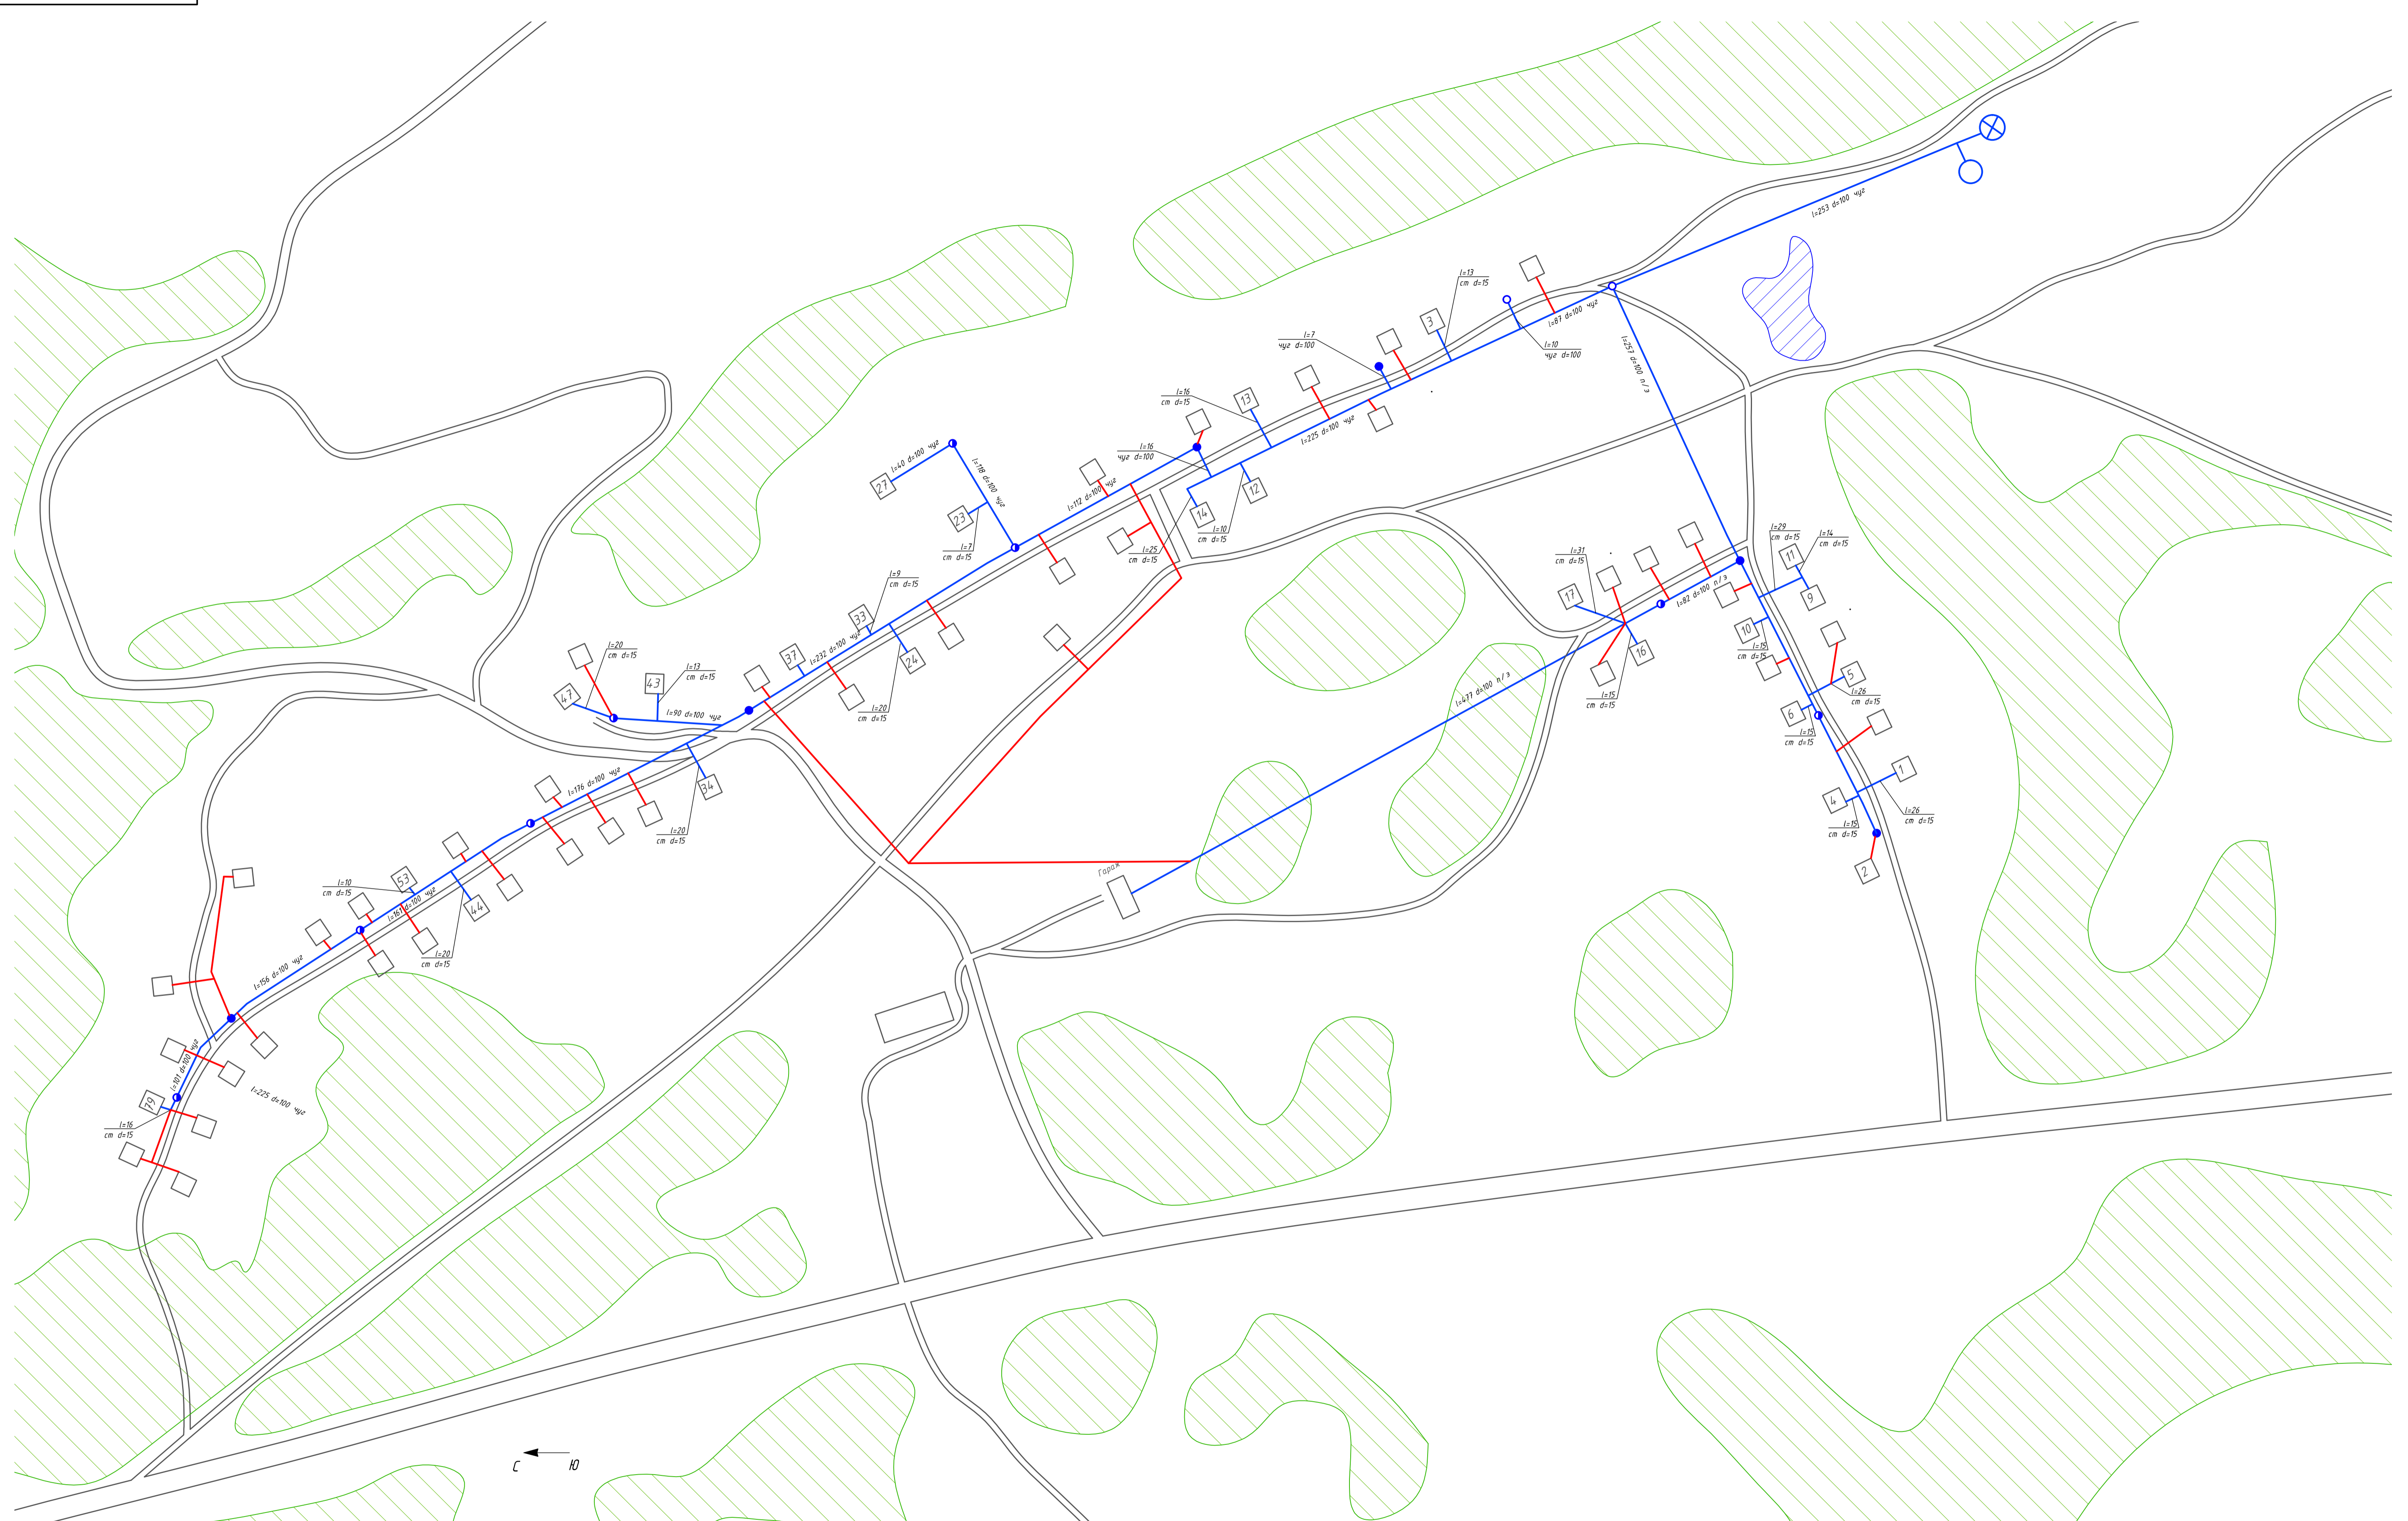 l=253 d=100 чуг
l=13
ст d=15
l=87 d=100 чуг
3
l=7
чуг d=100
l=10
чуг d=100
l=257 d=100 п/э
l=16
ст d=15
13
l=225 d=100 чуг
l=16
чуг d=100
l=40 d=100 чуг
27
l=118 d=100 чуг
l=112 d=100 чуг
12
14
23
l=10
ст d=15
l=7
ст d=15
l=25
ст d=15
l=29
ст d=15
l=14
ст d=15
11
l=31
ст d=15
17
l=82 d=100 п/э
9
l=9
ст d=15
33
10
l=15
ст d=15
16
l=20
ст d=15
37
l=232 d=100 чуг
24
l=13
ст d=15
43
47
l=90 d=100 чуг
l=20
ст d=15
l=477 d=100 п/э
l=15
ст d=15
5
l=26
ст d=15
6
l=15
ст d=15
l=176 d=100 чуг
34
1
4
l=26
ст d=15
l=15
ст d=15
l=20
ст d=15
2
Гараж
53
l=10
ст d=15
l=161 d=100 чуг
44
l=20
ст d=15
l=156 d=100 чуг
l=101 d=100 чуг
l=225 d=100 чуг
79
l=16
ст d=15
С Ю